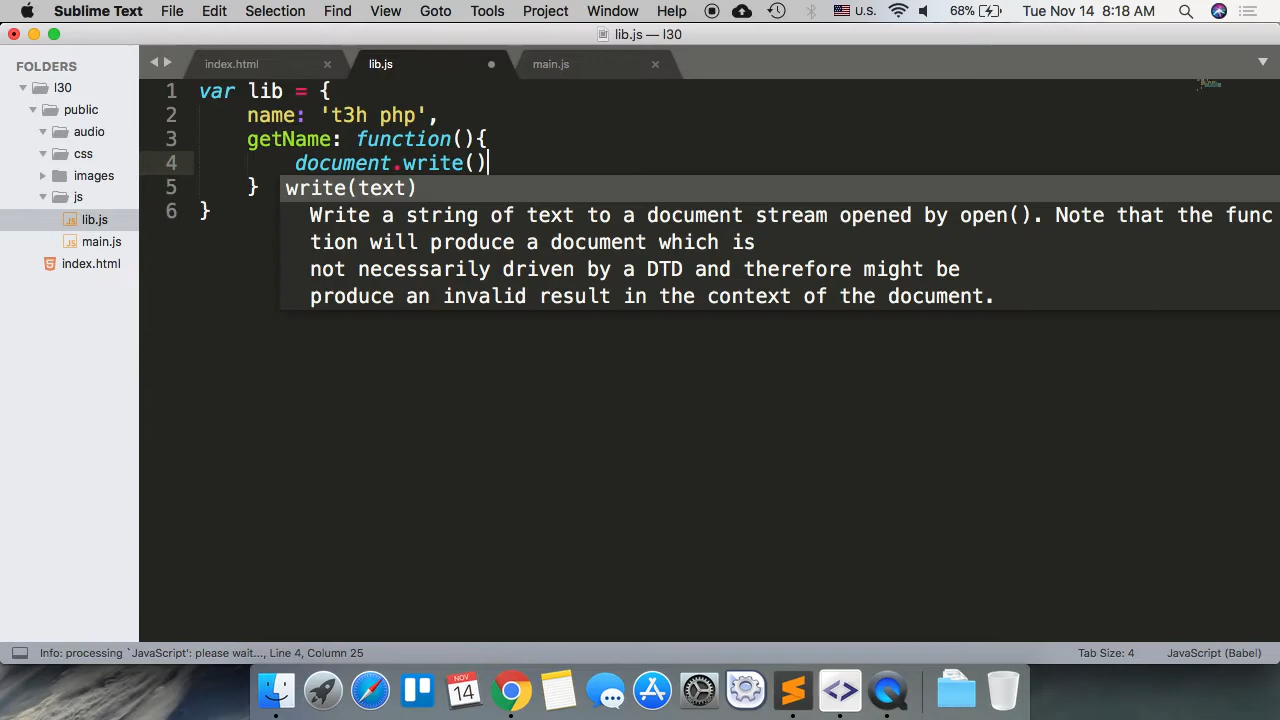 Sublime Text File Edit Selection Find View Goto Tools Project Window Help U.S. 68% Tue Nov 14 8:18 AM
lib.js — l30
FOLDERS
l30
public
audio
css
images
js
lib.js
main.js
index.html
index.html × lib.js main.js ×
1 var lib = {
2 name: 't3h php',
3 getName: function(){
4 document.write()
5 }
6 }
write(text)
Write a string of text to a document stream opened by open(). Note that the func
tion will produce a document which is
not necessarily driven by a DTD and therefore might be
produce an invalid result in the context of the document.
Info: processing `JavaScript': please wait..., Line 4, Column 25 Tab Size: 4 JavaScript (Babel)
NOV
14